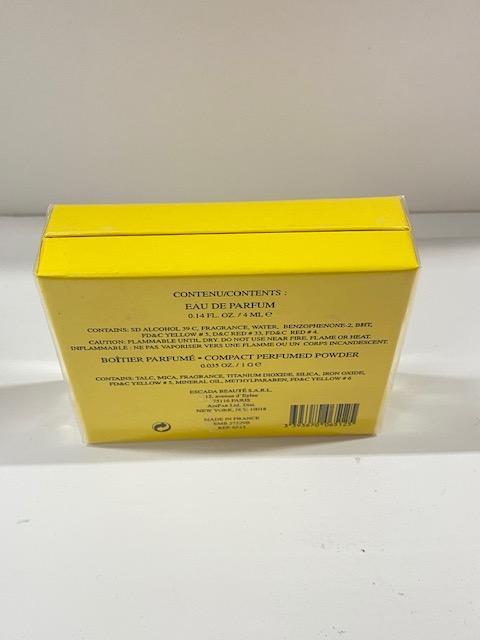 CONTENU/CONTENTS :
EAU DE PARFUM
0.14 FL. OZ. / 4 ML ℮
CONTAINS: SD ALCOHOL 39 C, FRAGRANCE, WATER, BENZOPHENONE-2, BHT,
FD&C YELLOW # 5, D&C RED # 33, FD&C RED # 4.
CAUTION: FLAMMABLE UNTIL DRY. DO NOT USE NEAR FIRE, FLAME OR HEAT.
INFLAMMABLE : NE PAS VAPORISER VERS UNE FLAMME OU UN CORPS INCANDESCENT.
BOÎTIER PARFUMÉ • COMPACT PERFUMED POWDER
0.035 OZ. / 1 G ℮
CONTAINS: TALC, MICA, FRAGRANCE, TITANIUM DIOXIDE, SILICA, IRON OXIDE,
FD&C YELLOW # 5, MINERAL OIL, METHYLPARABEN, FD&C YELLOW # 6
ESCADA BEAUTÉ S.A.R.L.
15, avenue d'Eylau
75116 PARIS
NEW YORK, N.Y. 10018
MADE IN FRANCE